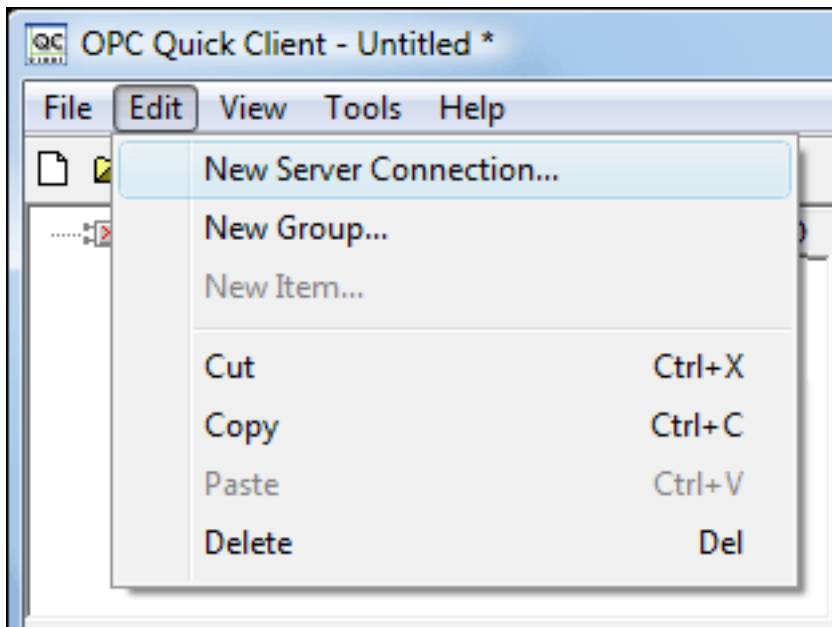 QC OPC Quick Client - Untitled *
File Edit View Tools Help
New Server Connection...
New Group...
New Item...
Cut Ctrl+X
Copy Ctrl+C
Paste Ctrl+V
Delete Del